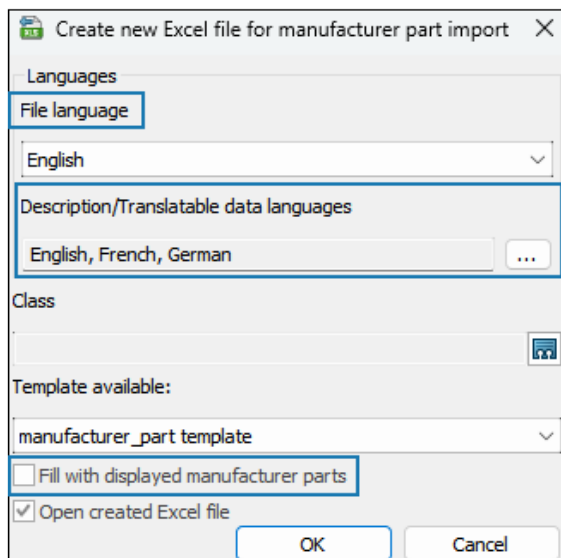 Create new Excel file for manufacturer part import
Languages
File language
English
Description/Translatable data languages
English, French, German
...
Class
Template available:
manufacturer_part template
Fill with displayed manufacturer parts
Open created Excel file
OK Cancel